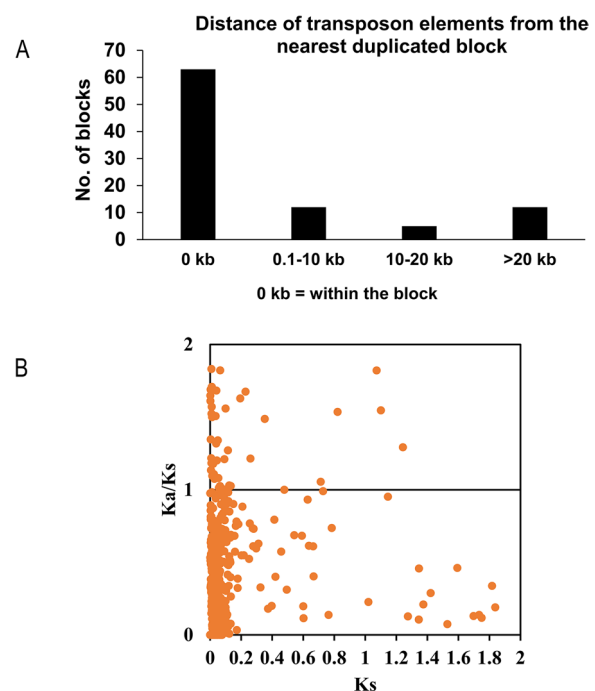 A
Distance of transposon elements from the
nearest duplicated block
No. of blocks
70
60
50
40
30
20
10
0
0 kb
0.1-10 kb
10-20 kb
>20 kb
0 kb = within the block
B
Ka/Ks
2
1
0
0 0.2 0.4 0.6 0.8 1 1.2 1.4 1.6 1.8 2
Ks